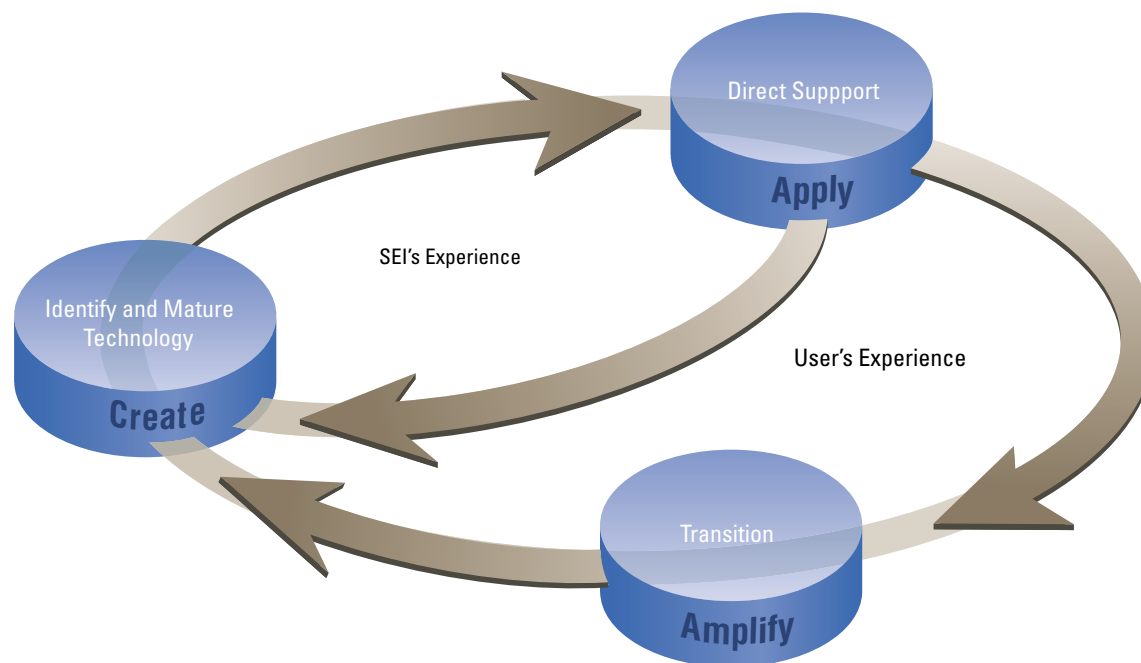 Direct Suppport
Apply
SEI's Experience
Identify and Mature
Technology
Create
User's Experience
Transition
Amplify